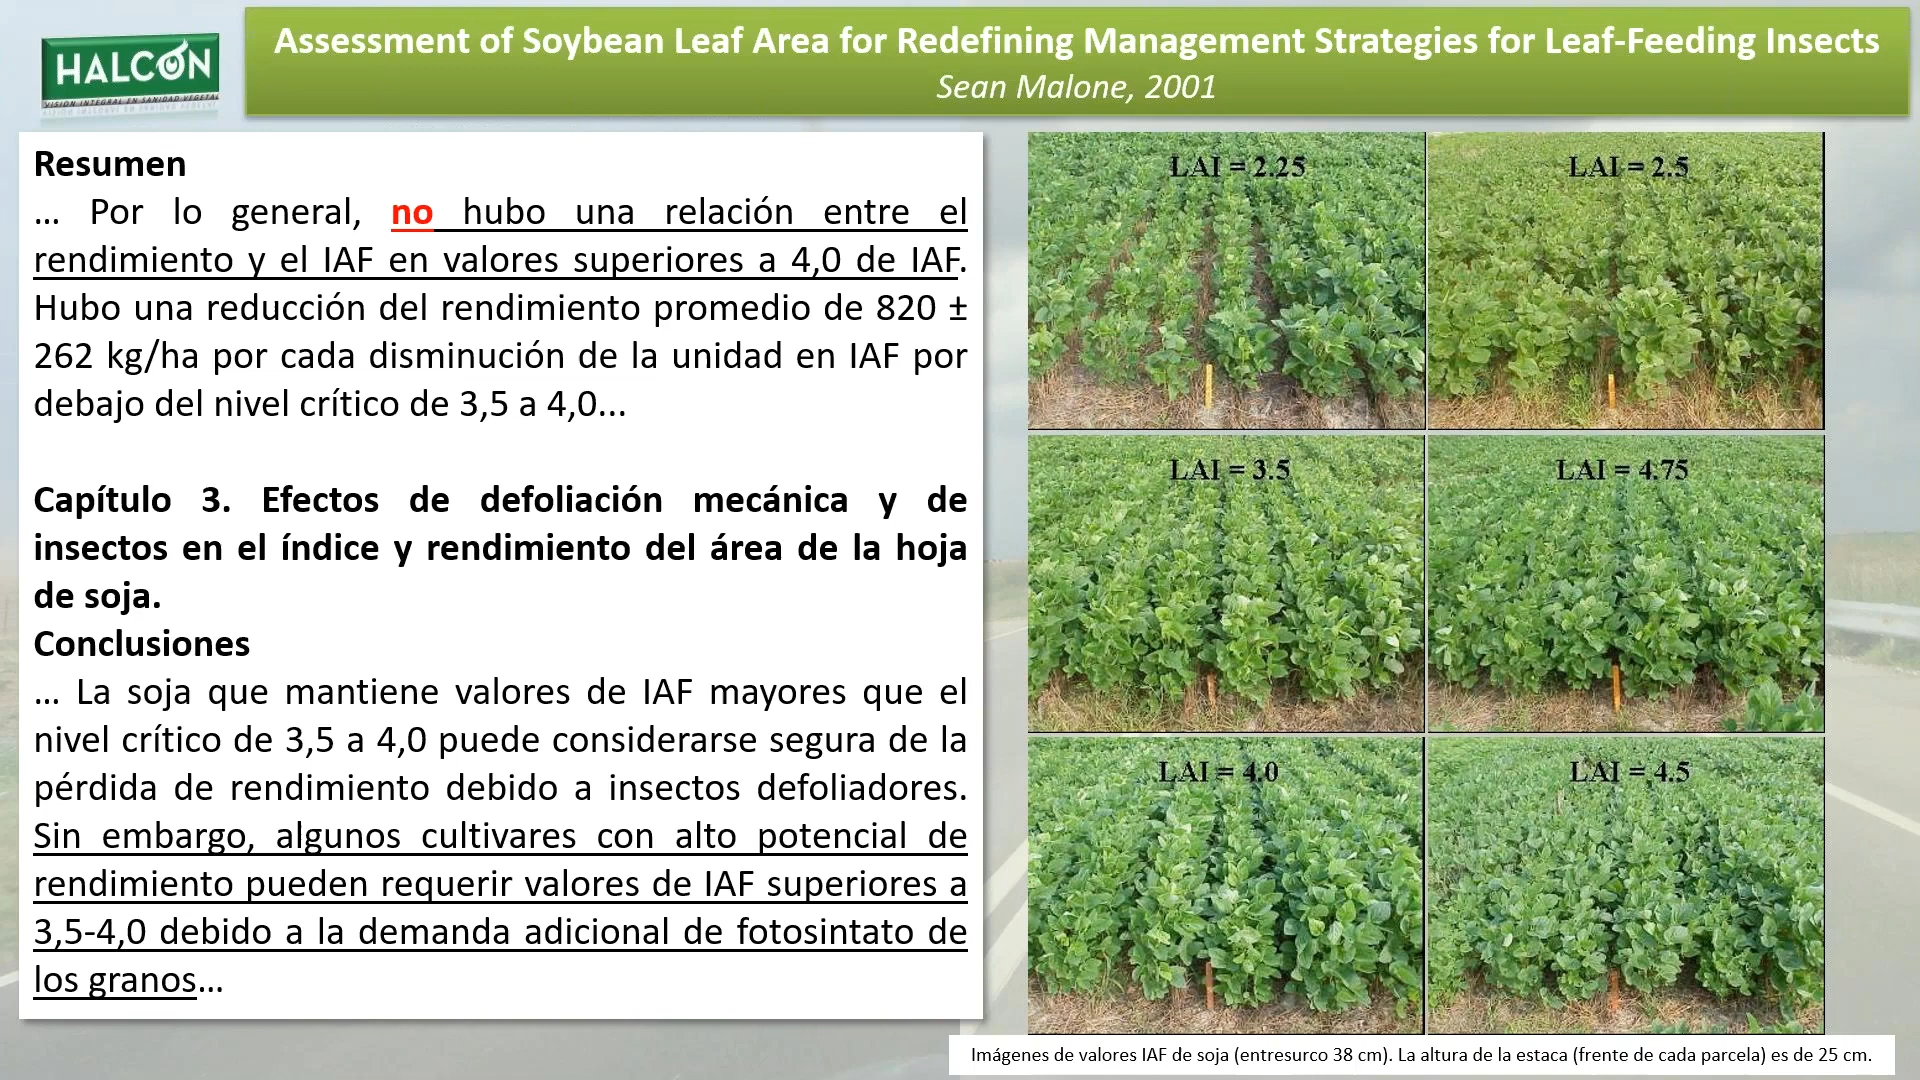 HALCON
VISION INTEGRAL EN SANIDAD VEGETAL
Assessment of Soybean Leaf Area for Redefining Management Strategies for Leaf-Feeding Insects
Sean Malone, 2001
Resumen
... Por lo general, no hubo una relación entre el
rendimiento y el IAF en valores superiores a 4,0 de IAF.
Hubo una reducción del rendimiento promedio de 820 ±
262 kg/ha por cada disminución de la unidad en IAF por
debajo del nivel crítico de 3,5 a 4,0...
Capítulo 3. Efectos de defoliación mecánica y de
insectos en el índice y rendimiento del área de la hoja
de soja.
Conclusiones
... La soja que mantiene valores de IAF mayores que el
nivel crítico de 3,5 a 4,0 puede considerarse segura de la
pérdida de rendimiento debido a insectos defoliadores.
Sin embargo, algunos cultivares con alto potencial de
rendimiento pueden requerir valores de IAF superiores a
3,5-4,0 debido a la demanda adicional de fotosintato de
los granos...
LAI = 2.25
LAI = 2.5
LAI = 3.5
LAI = 4.75
LAI = 4.0
LAI = 4.5
Imágenes de valores IAF de soja (entresurco 38 cm). La altura de la estaca (frente de cada parcela) es de 25 cm.